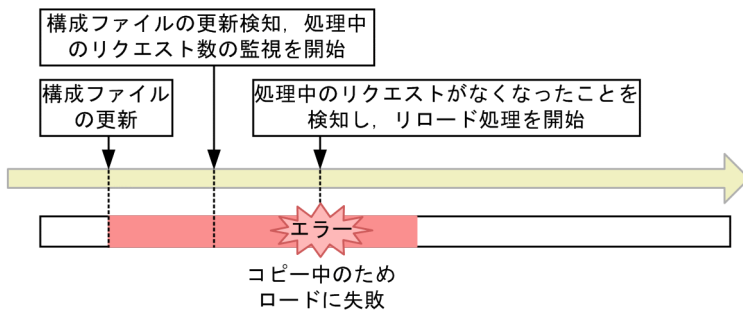 構成ファイルの更新検知，処理中
のリクエスト数の監視を開始
構成ファイル
の更新
処理中のリクエストがなくなったことを
検知し，リロード処理を開始
エラー
コピー中のため
ロードに失敗